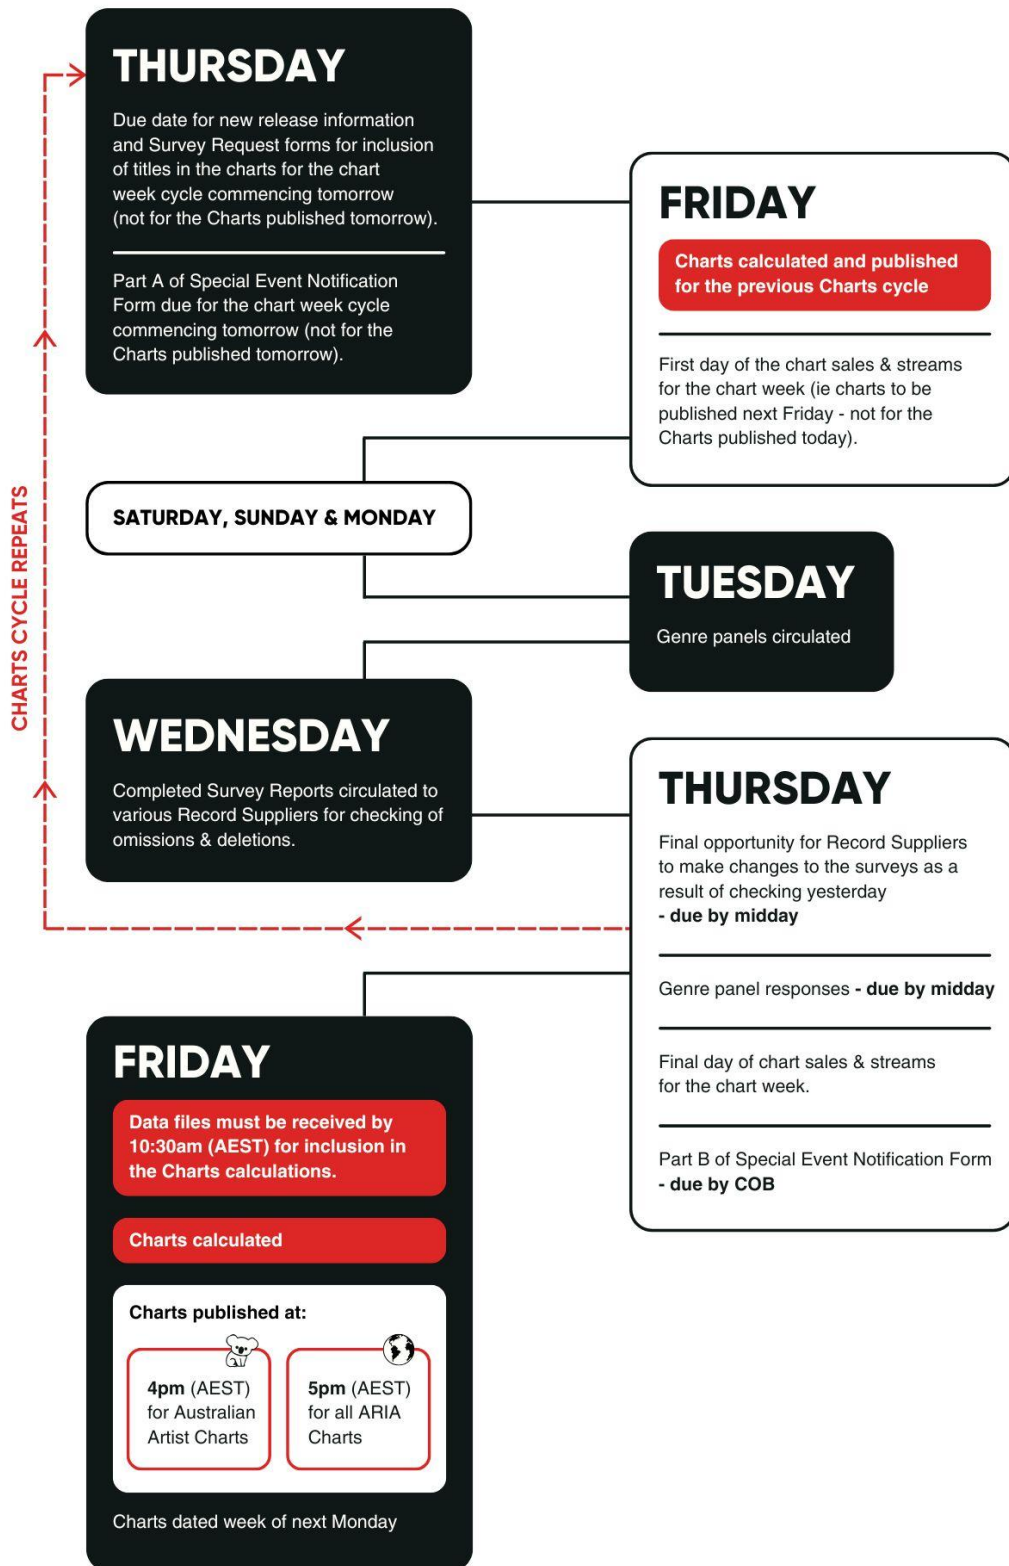 THURSDAY
Due date for new release information
and Survey Request forms for inclusion
of titles in the charts for the chart
week cycle commencing tomorrow
(not for the Charts published tomorrow).
Part A of Special Event Notification
Form due for the chart week cycle
commencing tomorrow (not for the
Charts published tomorrow).
FRIDAY
Charts calculated and published
for the previous Charts cycle
First day of the chart sales & streams
for the chart week (ie charts to be
published next Friday - not for the
Charts published today).
SATURDAY, SUNDAY & MONDAY
TUESDAY
Genre panels circulated
WEDNESDAY
Completed Survey Reports circulated to
various Record Suppliers for checking of
omissions & deletions.
THURSDAY
Final opportunity for Record Suppliers
to make changes to the surveys as a
result of checking yesterday
- due by midday
Genre panel responses - due by midday
Final day of chart sales & streams
for the chart week.
Part B of Special Event Notification Form
- due by COB
CHARTS CYCLE REPEATS
FRIDAY
Data files must be received by
10:30am (AEST) for inclusion in
the Charts calculations.
Charts calculated
Charts published at:
4pm (AEST)
for Australian
Artist Charts
5pm (AEST)
for all ARIA
Charts
Charts dated week of next Monday